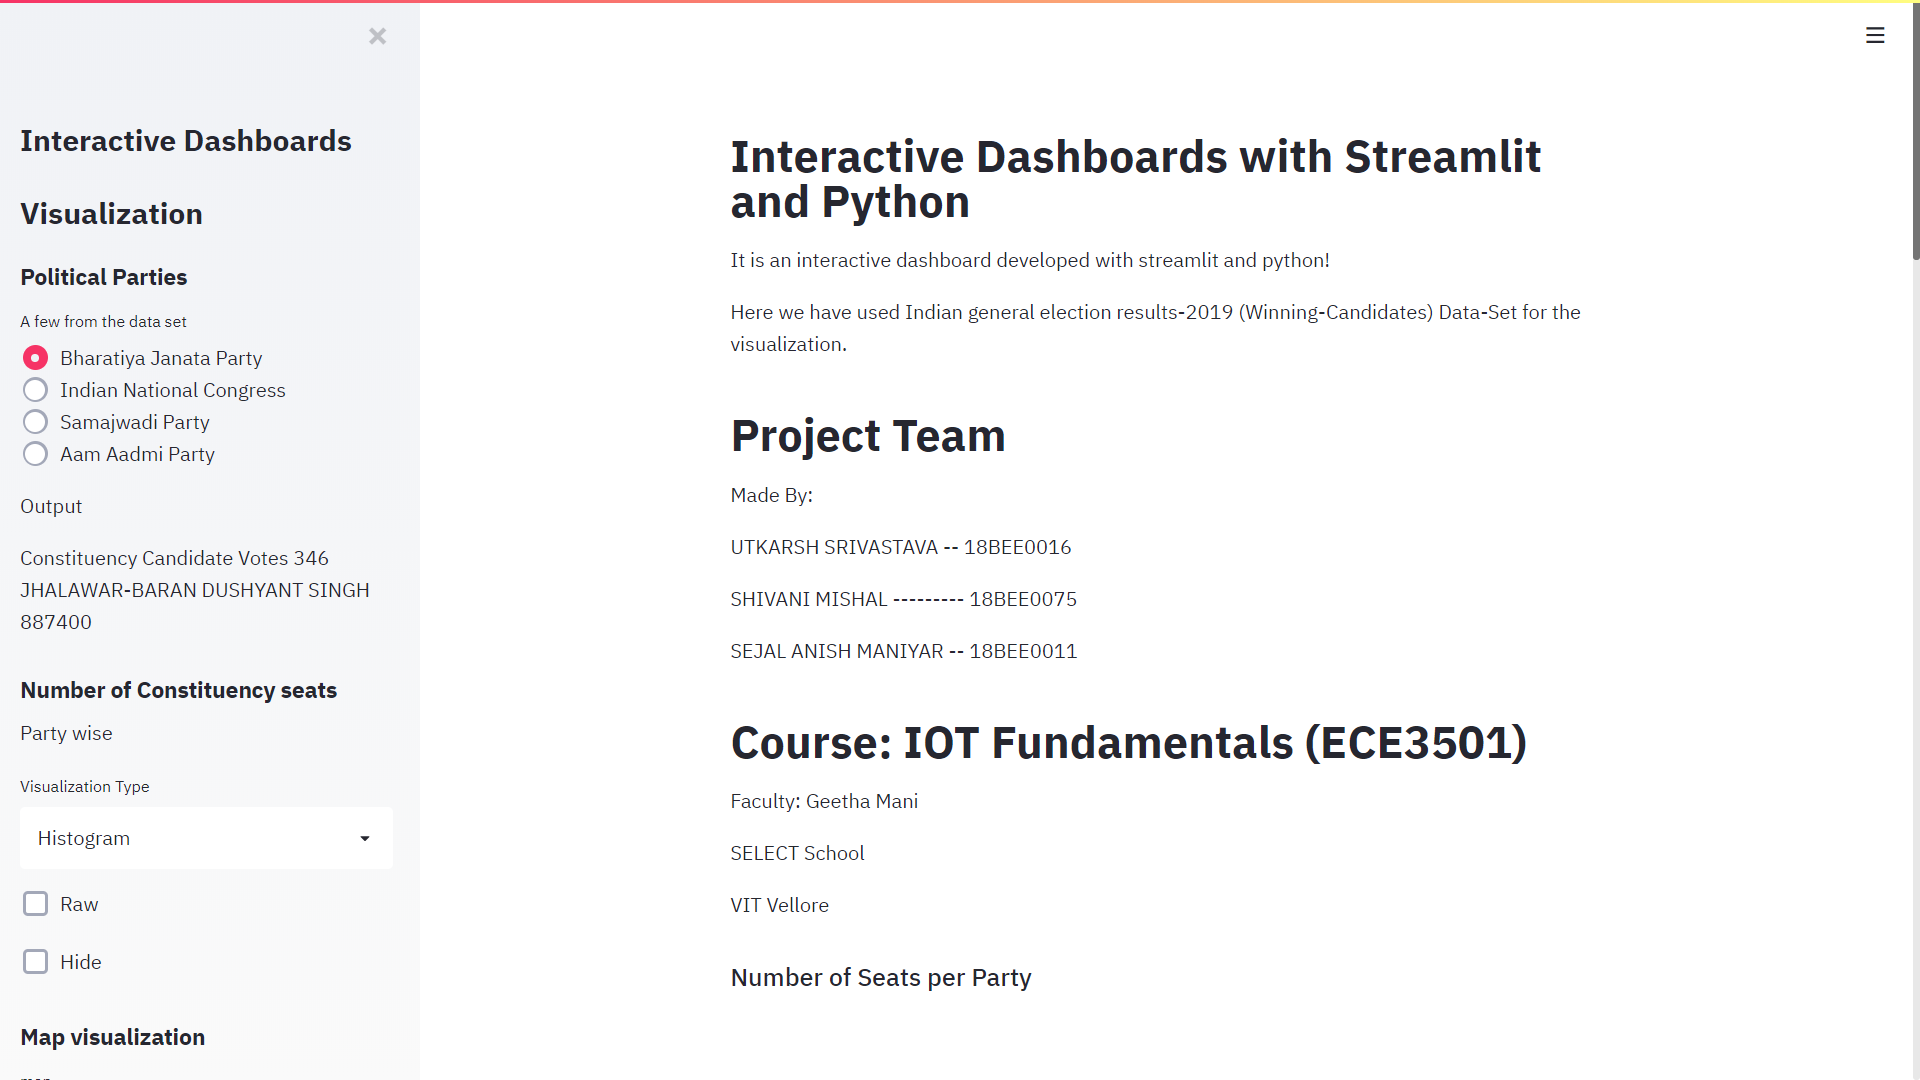 Interactive Dashboards
Visualization
Political Parties
A few from the data set
Bharatiya Janata Party
Indian National Congress
Samajwadi Party
Aam Aadmi Party
Output
Constituency Candidate Votes 346
JHALAWAR-BARAN DUSHYANT SINGH
887400
Number of Constituency seats
Party wise
Visualization Type
Histogram
Raw
Hide
Map visualization
Interactive Dashboards with Streamlit
and Python
It is an interactive dashboard developed with streamlit and python!
Here we have used Indian general election results-2019 (Winning-Candidates) Data-Set for the
visualization.
Project Team
Made By:
UTKARSH SRIVASTAVA -- 18BEE0016
SHIVANI MISHAL --------- 18BEE0075
SEJAL ANISH MANIYAR -- 18BEE0011
Course: IOT Fundamentals (ECE3501)
Faculty: Geetha Mani
SELECT School
VIT Vellore
Number of Seats per Party